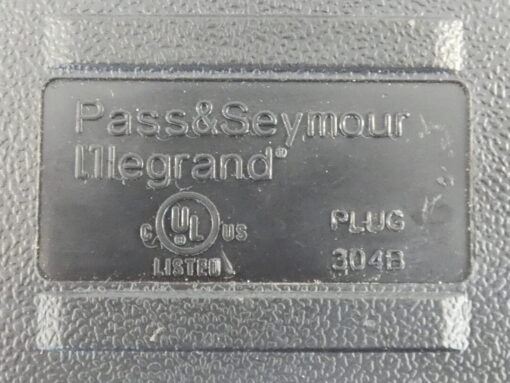 Pass&Seymour
legrand®
C UL US
LISTED
PLUG
304B